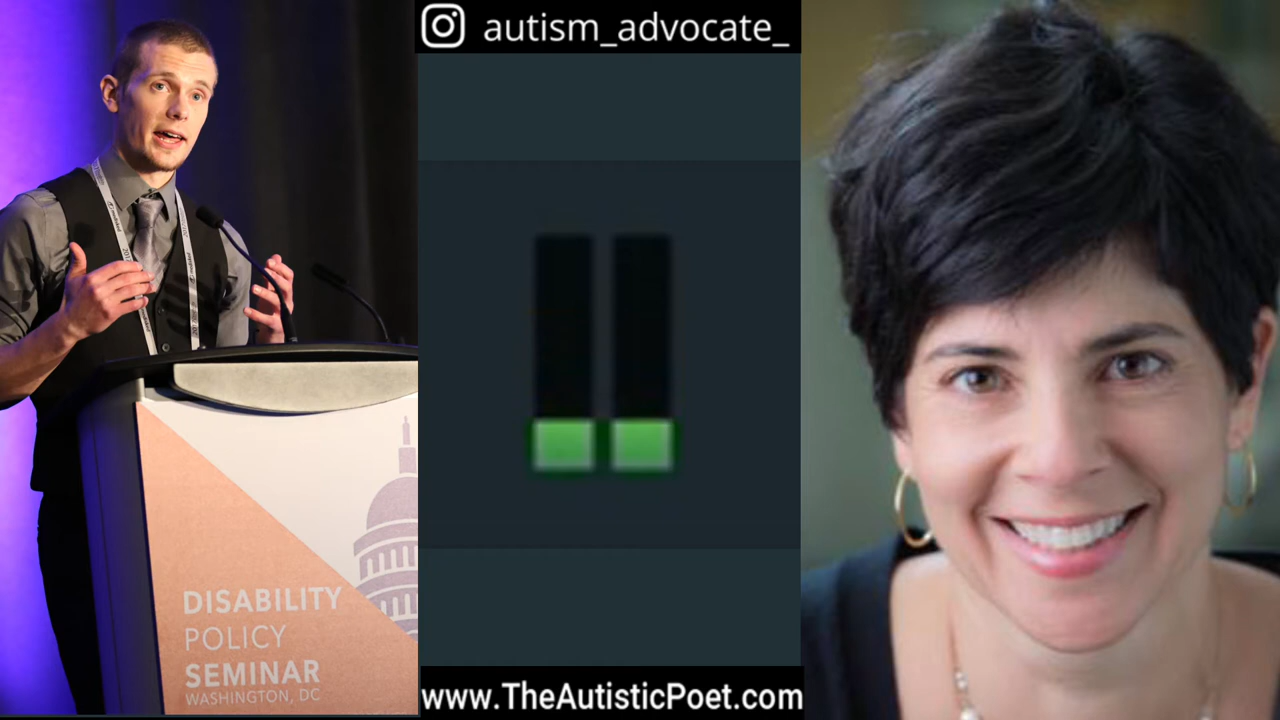 autism_advocate_
DISABILITY
POLICY
SEMINAR
WASHINGTON, DC
www.TheAutisticPoet.com